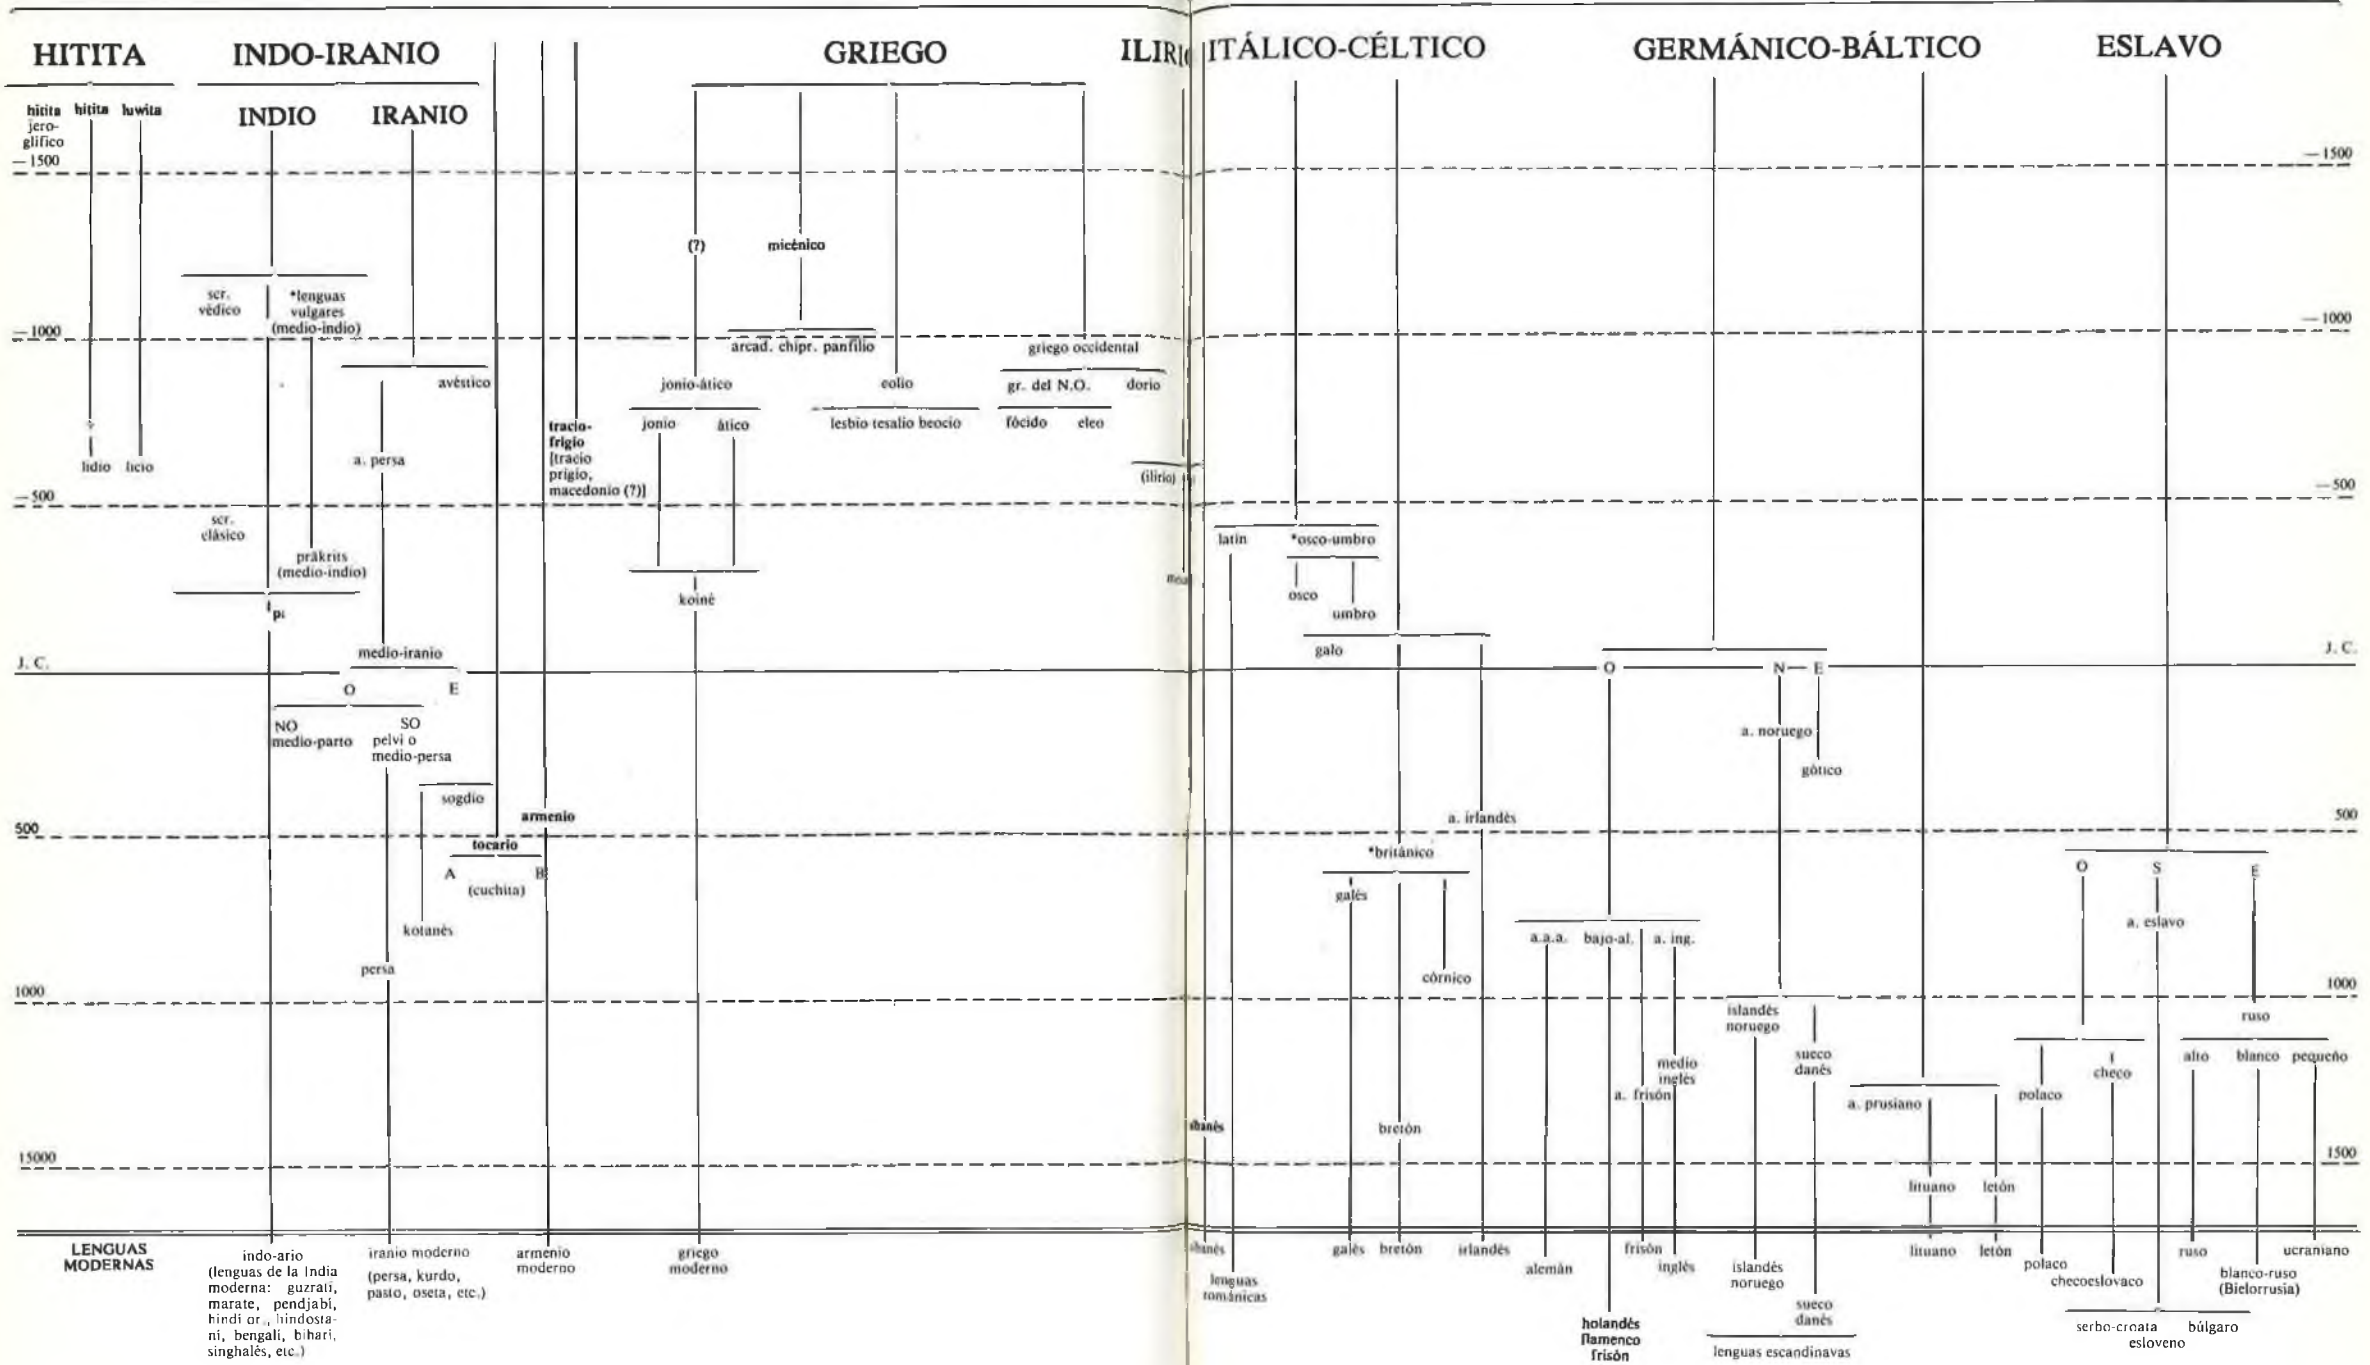 HITITA
INDO-IRANIO
GRIEGO
ITÁLICO-CÉLTICO
GERMÁNICO-BÁLTICO
ESLAVO
hitita
jero-
glífico
hitita
luwita
INDIO
IRANIO
— 1500
— 1500
(?)
micénico
scr.
védico
*lenguas
vulgares
(medio-indio)
— 1000
— 1000
arcad. chipr. panfilio
griego occidental
avéstico
jonio-ático
eolio
gr. del N.O.
dorio
tracio-
frigio
[tracio
prigio,
macedonio (?)]
jonio
ático
lesbio tesalio beocio
fócido
eleo
lidio
licio
a. persa
(ilirio)
— 500
— 500
scr.
clásico
prākrits
(medio-indio)
latín
*osco-umbro
osco
umbro
koiné
galo
medio-iranio
J. C.
J. C.
O
E
O
N
E
NO
medio-parto
SO
pelvi o
medio-persa
a. noruego
gótico
sogdio
armenio
a. irlandés
500
500
tocario
A
B
(cuchita)
*británico
galés
O
S
E
kotanés
a. eslavo
a.a.a.
bajo-al.
a. ing.
persa
córnico
1000
1000
islandés
noruego
ruso
sueco
danés
alto
blanco
pequeño
medio
inglés
a. frisón
checo
polaco
a. prusiano
bretón
15000
1500
lituano
letón
LENGUAS
MODERNAS
indo-ario
(lenguas de la India
moderna: guzrati,
marate, pendjabi,
hindi or., hindosta-
ni, bengalí, bihari,
singhalés, etc.)
iranio moderno
(persa, kurdo,
pasto, oseta, etc.)
armenio
moderno
griego
moderno
lenguas
románicas
galés
bretón
irlandés
alemán
frisón
inglés
holandés
flamenco
frisón
islandés
noruego
sueco
danés
lenguas escandinavas
lituano
letón
polaco
checoeslovaco
ruso
blanco-ruso
(Bielorrusia)
ucraniano
serbo-croata
búlgaro
esloveno